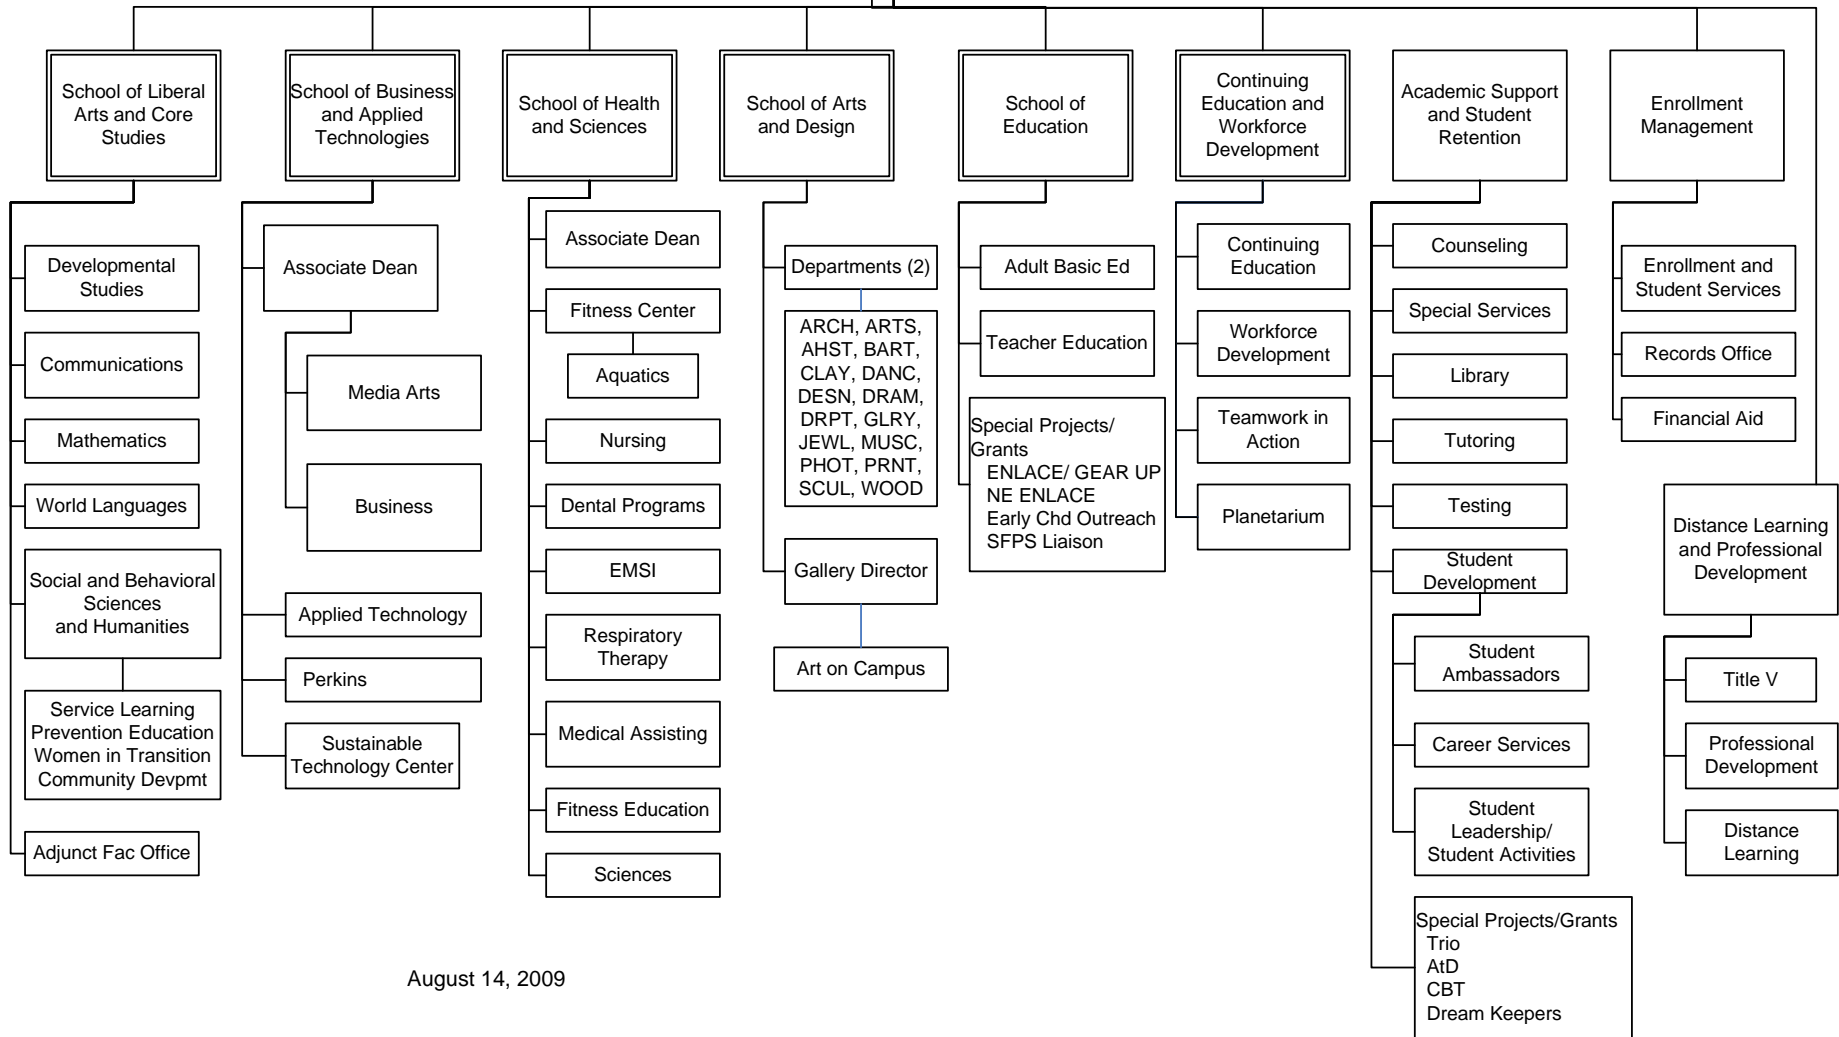 School of Liberal
Arts and Core
Studies
School of Business
and Applied
Technologies
School of Health
and Sciences
School of Arts
and Design
School of
Education
Continuing
Education and
Workforce
Development
Academic Support
and Student
Retention
Enrollment
Management
Developmental
Studies
Communications
Mathematics
World Languages
Social and Behavioral
Sciences
and Humanities
Service Learning
Prevention Education
Women in Transition
Community Devpmt
Adjunct Fac Office
Associate Dean
Media Arts
Business
Applied Technology
Perkins
Sustainable
Technology Center
Associate Dean
Fitness Center
Aquatics
Nursing
Dental Programs
EMSI
Respiratory
Therapy
Medical Assisting
Fitness Education
Sciences
Departments (2)
ARCH, ARTS,
AHST, BART,
CLAY, DANC,
DESN, DRAM,
DRPT, GLRY,
JEWL, MUSC,
PHOT, PRNT,
SCUL, WOOD
Gallery Director
Art on Campus
Adult Basic Ed
Teacher Education
Special Projects/
Grants
ENLACE/ GEAR UP
NE ENLACE
Early Chd Outreach
SFPS Liaison
Continuing
Education
Workforce
Development
Teamwork in
Action
Planetarium
Counseling
Special Services
Library
Tutoring
Testing
Student
Development
Student
Ambassadors
Career Services
Student
Leadership/
Student Activities
Special Projects/Grants
Trio
AtD
CBT
Dream Keepers
Enrollment and
Student Services
Records Office
Financial Aid
Distance Learning
and Professional
Development
Title V
Professional
Development
Distance
Learning
August 14, 2009